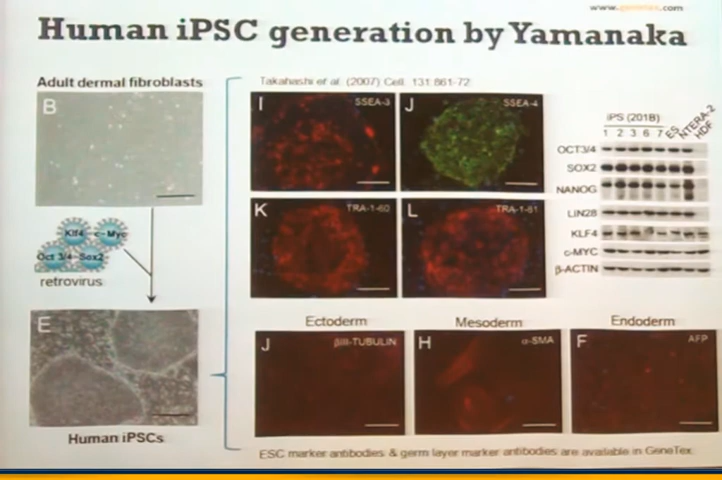 www.genetex.com
Human iPSC generation by Yamanaka
Adult dermal fibroblasts
Takahashi et al. (2007) Cell. 131:861-72
B
I
SSEA-3
J
SSEA-4
iPS (201B)
1 2 3 6 7 ES NTERA-2 HDF
OCT3/4
SOX2
NANOG
LIN28
KLF4
c-MYC
β-ACTIN
K
TRA-1-60
L
TRA-1-81
Klf4 c-Myc
Oct 3/4 Sox2
retrovirus
E
Human iPSCs
Ectoderm
Mesoderm
Endoderm
J
βIII-TUBULIN
H
α-SMA
F
AFP
ESC marker antibodies & germ layer marker antibodies are available in GeneTex.